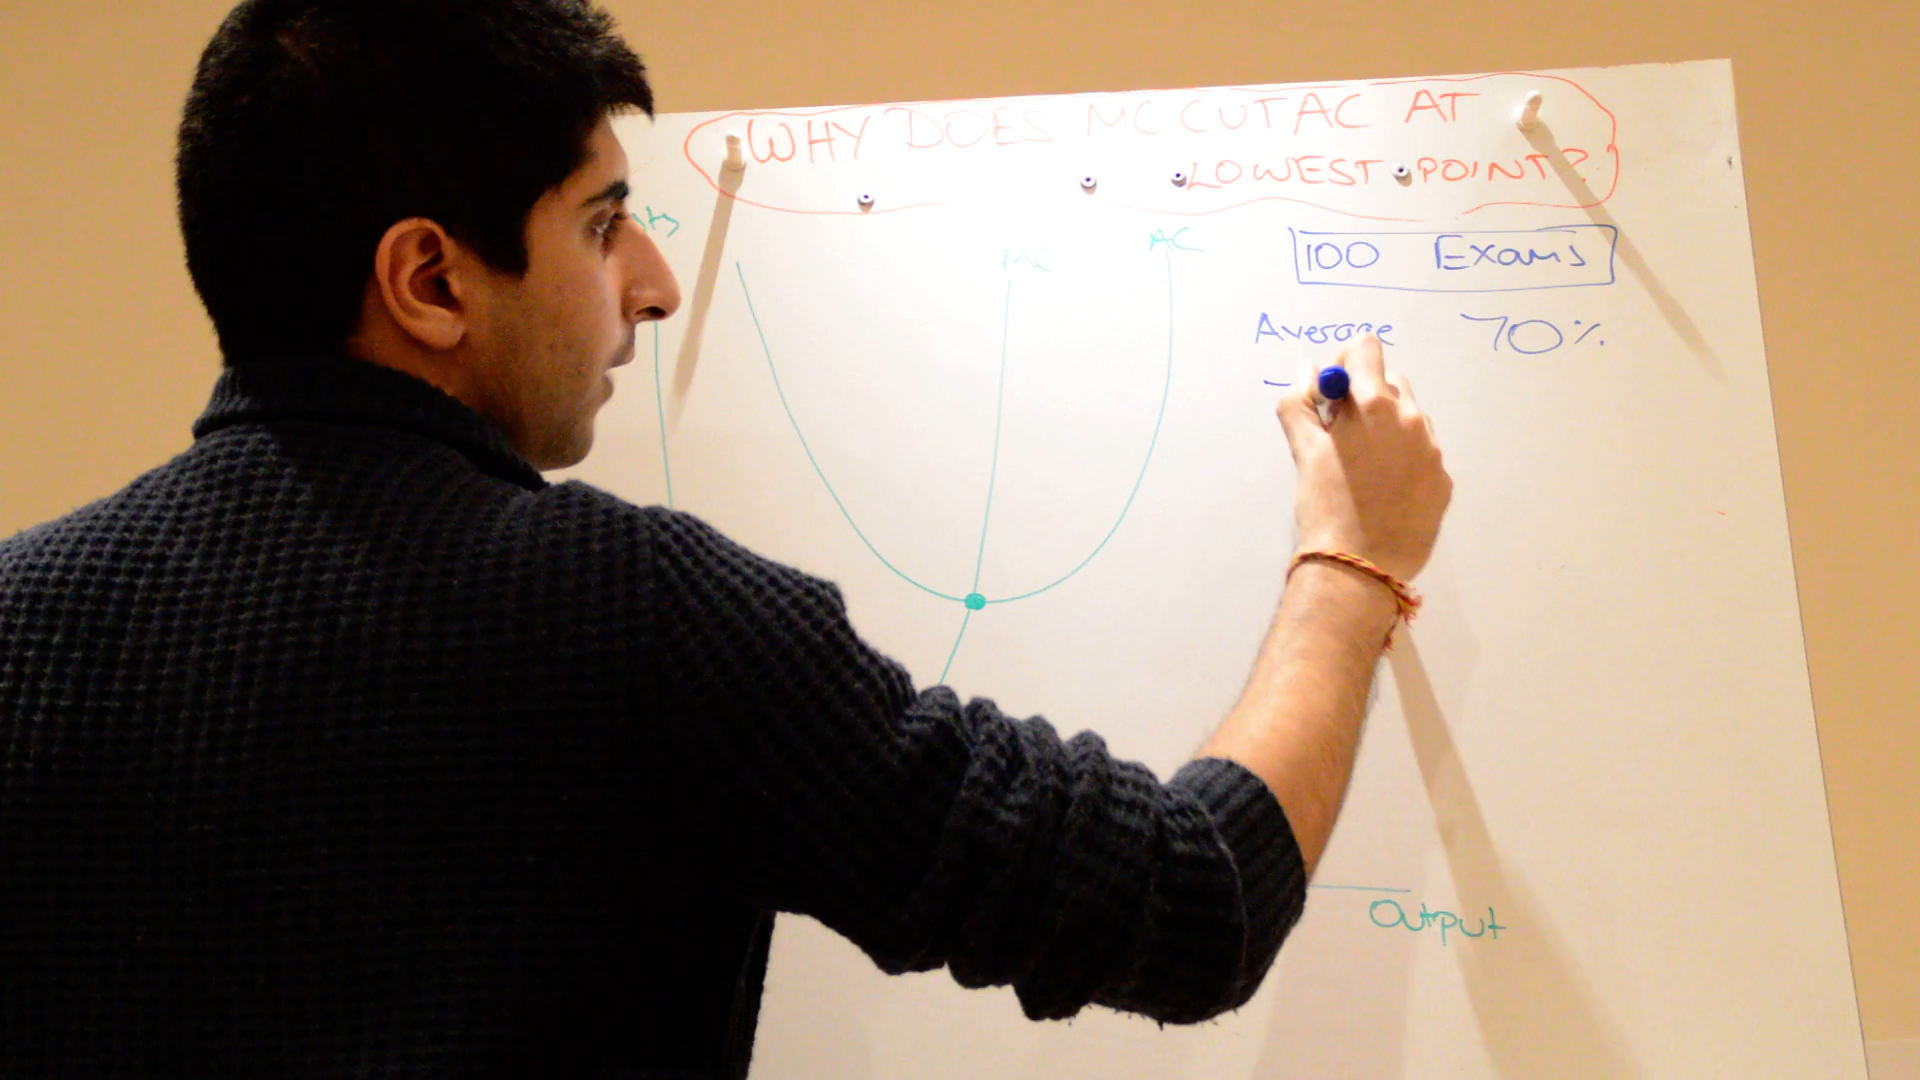 WHY DOES MC CUT AC AT
LOWEST POINT?
MC
AC
100 Exams
Average 70%
Output